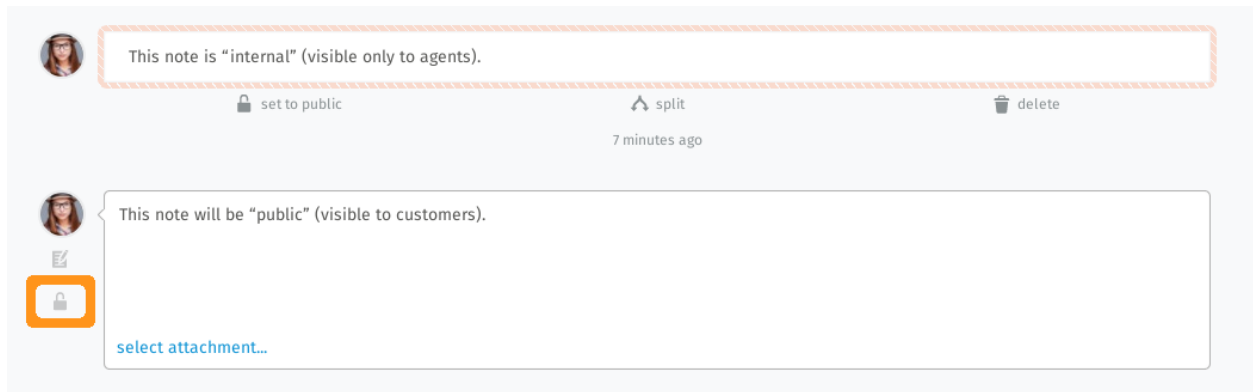 This note is “internal” (visible only to agents).
set to public split delete
7 minutes ago
This note will be “public” (visible to customers).
select attachment...